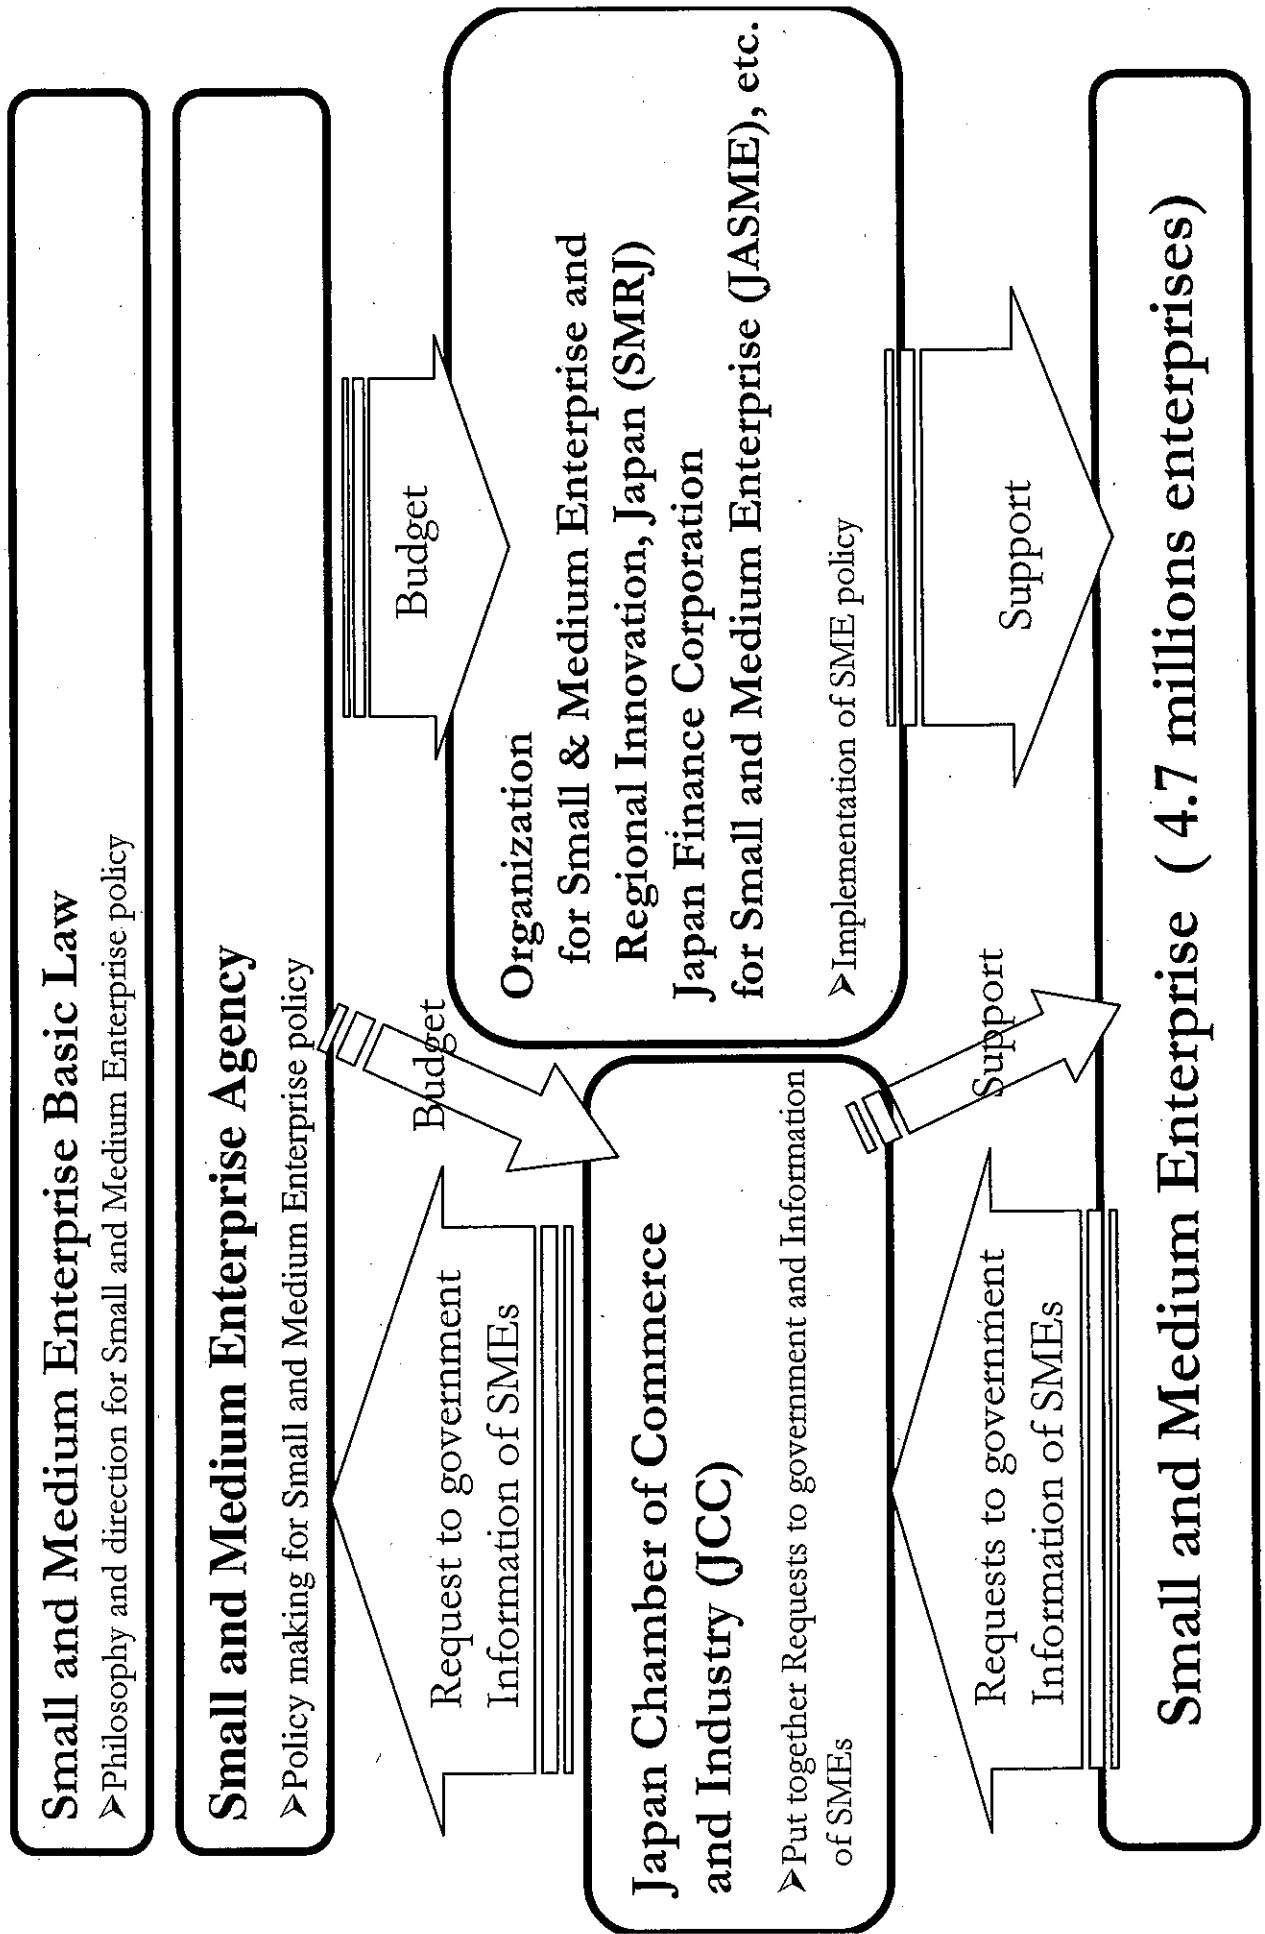 Small and Medium Enterprise Basic Law
➢Philosophy and direction for Small and Medium Enterprise policy
Small and Medium Enterprise Agency
➢Policy making for Small and Medium Enterprise policy
Request to government
Information of SMEs
Budget
Budget
Japan Chamber of Commerce
and Industry (JCC)
➢Put together Requests to government and Information
of SMEs
Organization
for Small & Medium Enterprise and
Regional Innovation, Japan (SMRJ)
Japan Finance Corporation
for Small and Medium Enterprise (JASME), etc.
➢Implementation of SME policy
Requests to government
Information of SMEs
Support
Support
Small and Medium Enterprise ( 4.7 millions enterprises)